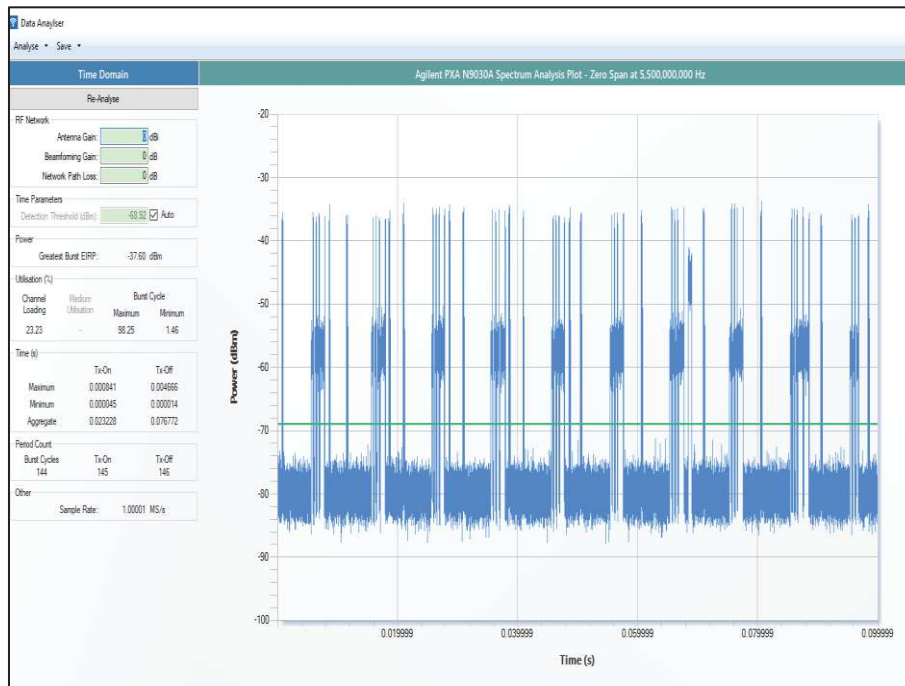 Data Anaylser
Analyse Save
Time Domain
Agilent PXA N9030A Spectrum Analysis Plot - Zero Span at 5,500,000,000 Hz
Re-Analyse
RF Network
Antenna Gain: 0 dBi
Beamforming Gain: 0 dB
Network Path Loss: 0 dB
Time Parameters
Detection Threshold (dBm): -68.92 Auto
Power
Greatest Burst EIRP: -37.60 dBm
Utilisation (%)
Channel Loading Medium Utilisation Burst Cycle
Maximum Minimum
23.23 - 98.25 1.46
Time (s)
Tx-On Tx-Off
Maximum 0.000841 0.004666
Minimum 0.000045 0.000014
Aggregate 0.023228 0.076772
Period Count
Burst Cycles Tx-On Tx-Off
144 145 146
Other
Sample Rate: 1.00001 MS/s
Power (dBm)
-20
-30
-40
-50
-60
-70
-80
-90
-100
0.019999 0.039999 0.059999 0.079999 0.099999
Time (s)